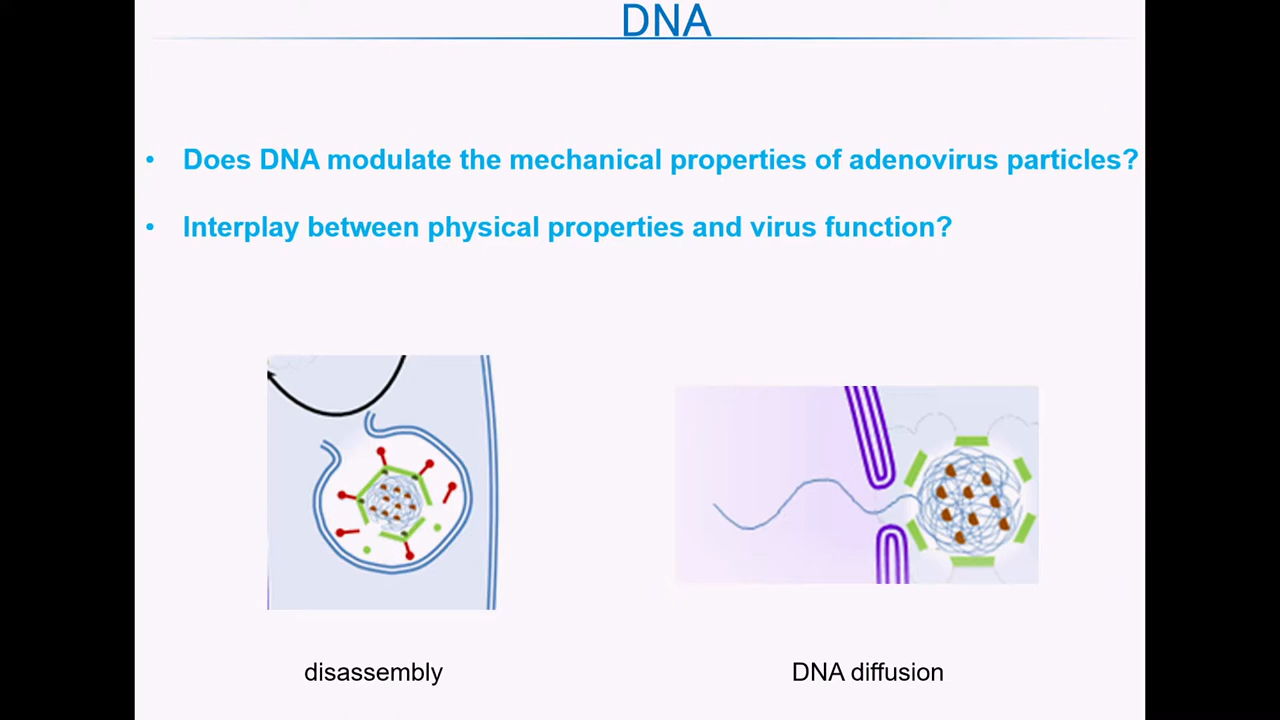 DNA
• Does DNA modulate the mechanical properties of adenovirus particles?
• Interplay between physical properties and virus function?
disassembly
DNA diffusion